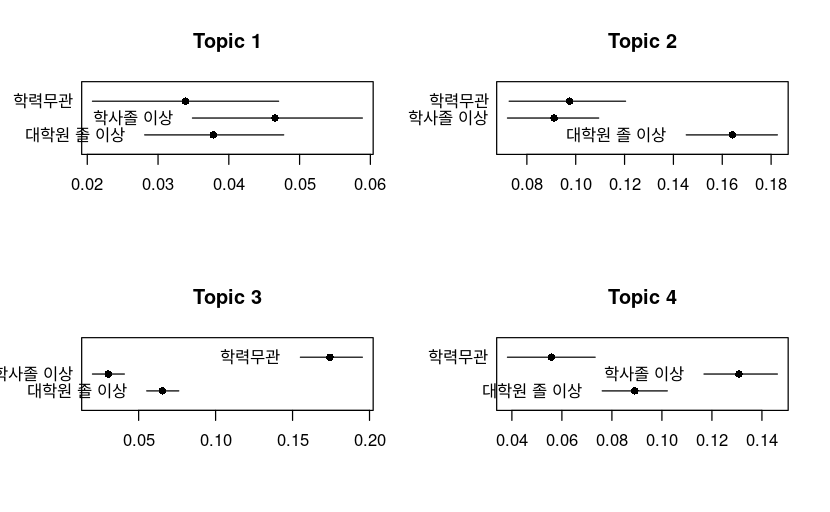 Topic 1
학력무관
학사졸 이상
대학원 졸 이상
0.02 0.03 0.04 0.05 0.06
Topic 2
학력무관
학사졸 이상
대학원 졸 이상
0.08 0.10 0.12 0.14 0.16 0.18
Topic 3
학력무관
학사졸 이상
대학원 졸 이상
0.05 0.10 0.15 0.20
Topic 4
학력무관
학사졸 이상
대학원 졸 이상
0.04 0.06 0.08 0.10 0.12 0.14